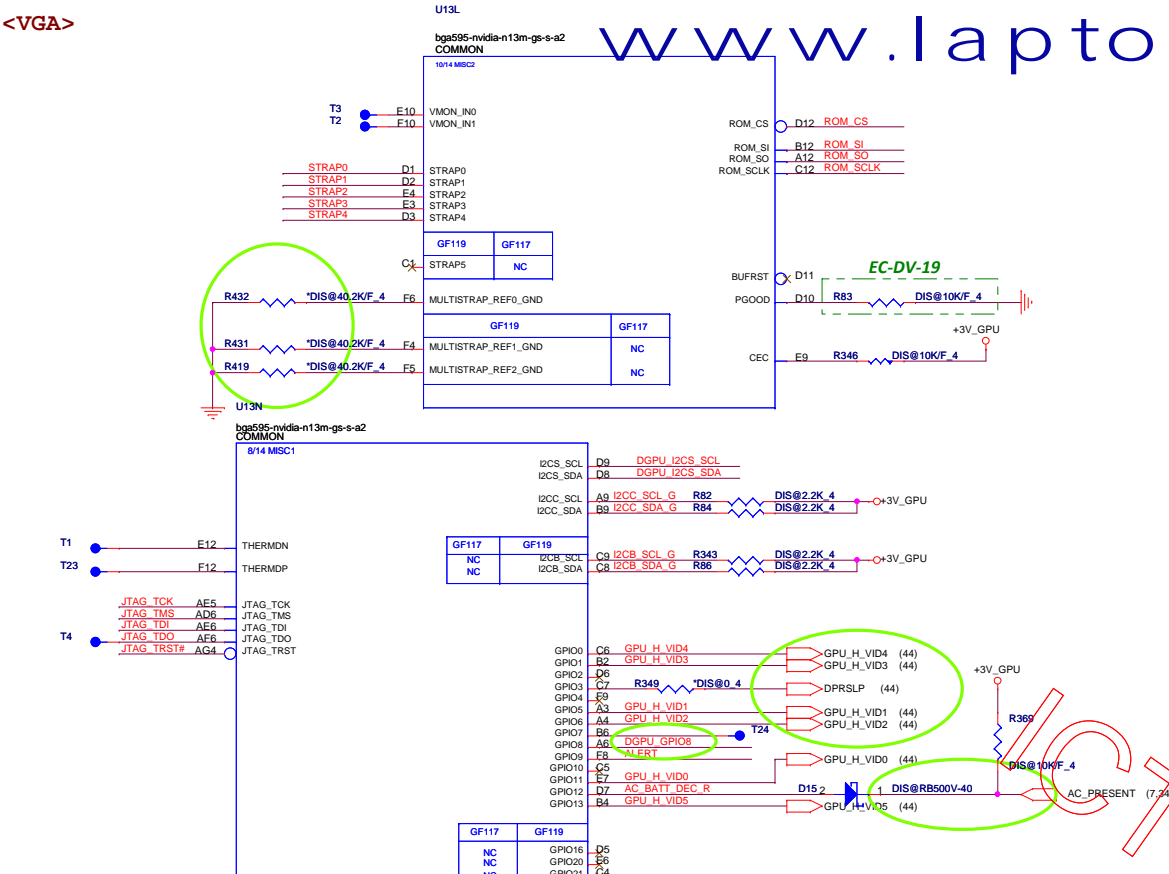 <VGA>
U13L
www.lapto
bga595-nvidia-n13m-gs-s-a2
COMMON
10/14 MISC2
T3 E10 VMON_IN0
T2 F10 VMON_IN1
ROM_CS D12 ROM_CS
ROM_SI B12 ROM_SI
ROM_SO A12 ROM_SO
ROM_SCLK C12 ROM_SCLK
STRAP0 D1 STRAP0
STRAP1 D2 STRAP1
STRAP2 E4 STRAP2
STRAP3 E3 STRAP3
STRAP4 D3 STRAP4
GF119 GF117
C1 STRAP5 NC
BUFRST D11
EC-DV-19
R432 *DIS@40.2K/F_4 F6 MULTISTRAP_REF0_GND
PGOOD D10 R83 DIS@10K/F_4
GF119 GF117
+3V_GPU
R431 *DIS@40.2K/F_4 F4 MULTISTRAP_REF1_GND NC
CEC E9 R346 DIS@10K/F_4
R419 *DIS@40.2K/F_4 F5 MULTISTRAP_REF2_GND NC
U13N
bga595-nvidia-n13m-gs-s-a2
COMMON
8/14 MISC1
I2CS_SCL D9 DGPU_I2CS_SCL
I2CS_SDA D8 DGPU_I2CS_SDA
I2CC_SCL A9 I2CC_SCL_G R82 DIS@2.2K_4
I2CC_SDA B9 I2CC_SDA_G R84 DIS@2.2K_4
+3V_GPU
T1 E12 THERMDN
GF117 GF119
NC I2CB_SCL C9 I2CB_SCL_G R343 DIS@2.2K_4
NC I2CB_SDA C8 I2CB_SDA_G R86 DIS@2.2K_4
+3V_GPU
T23 F12 THERMDP
JTAG_TCK AE5 JTAG_TCK
JTAG_TMS AD6 JTAG_TMS
JTAG_TDI AE6 JTAG_TDI
T4 JTAG_TDO AF6 JTAG_TDO
JTAG_TRST# AG4 JTAG_TRST
GPIO0 C6 GPU_H_VID4 GPU_H_VID4 (44)
GPIO1 B2 GPU_H_VID3 GPU_H_VID3 (44)
GPIO2 D6
GPIO3 C7 R349 *DIS@0_4 DPRSLP (44)
GPIO4 F9
GPIO5 A3 GPU_H_VID1 GPU_H_VID1 (44)
GPIO6 A4 GPU_H_VID2 GPU_H_VID2 (44)
GPIO7 B6 T24
GPIO8 A6 DGPU_GPIO8
GPIO9 F8 ALERT
GPIO10 C5
GPU_H_VID0 (44)
GPIO11 E7 GPU_H_VID0
GPIO12 D7 AC_BATT_DEC_R D15 2 1 DIS@RB500V-40
GPIO13 B4 GPU_H_VID5 GPU_H_VID5 (44)
+3V_GPU
R369
DIS@10K/F_4
AC_PRESENT (7,34
GF117 GF119
NC GPIO16 D5
NC GPIO20 E6
NC GPIO21 C4